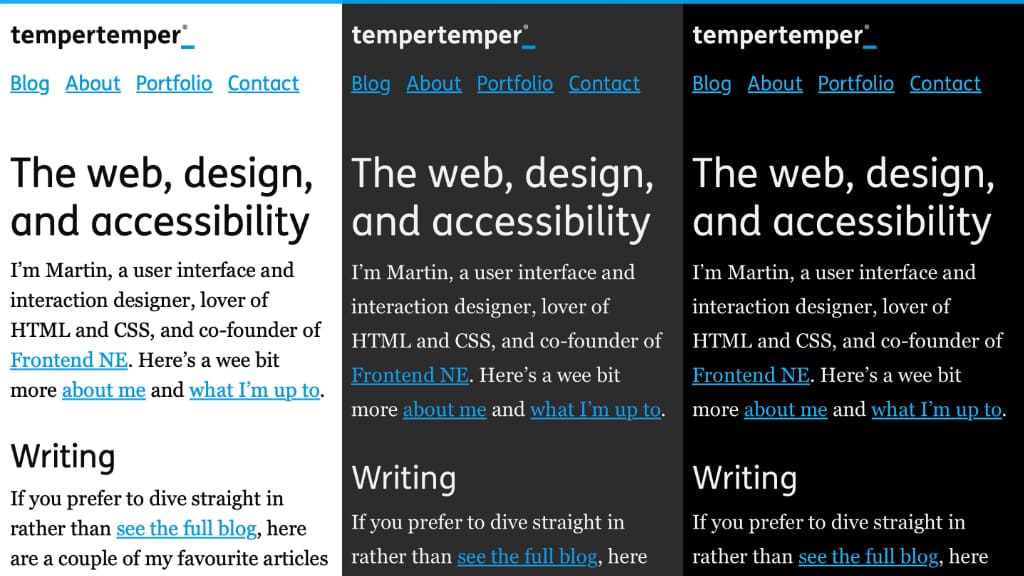 tempertemper®_
Blog About Portfolio Contact
The web, design,
and accessibility
I’m Martin, a user interface and
interaction designer, lover of
HTML and CSS, and co-founder of
Frontend NE. Here’s a wee bit
more about me and what I’m up to.
Writing
If you prefer to dive straight in
rather than see the full blog, here
are a couple of my favourite articles
tempertemper®_
Blog About Portfolio Contact
The web, design,
and accessibility
I’m Martin, a user interface and
interaction designer, lover of
HTML and CSS, and co-founder of
Frontend NE. Here’s a wee bit
more about me and what I’m up to.
Writing
If you prefer to dive straight in
rather than see the full blog, here
tempertemper®_
Blog About Portfolio Contact
The web, design,
and accessibility
I’m Martin, a user interface and
interaction designer, lover of
HTML and CSS, and co-founder of
Frontend NE. Here’s a wee bit
more about me and what I’m up to.
Writing
If you prefer to dive straight in
rather than see the full blog, here